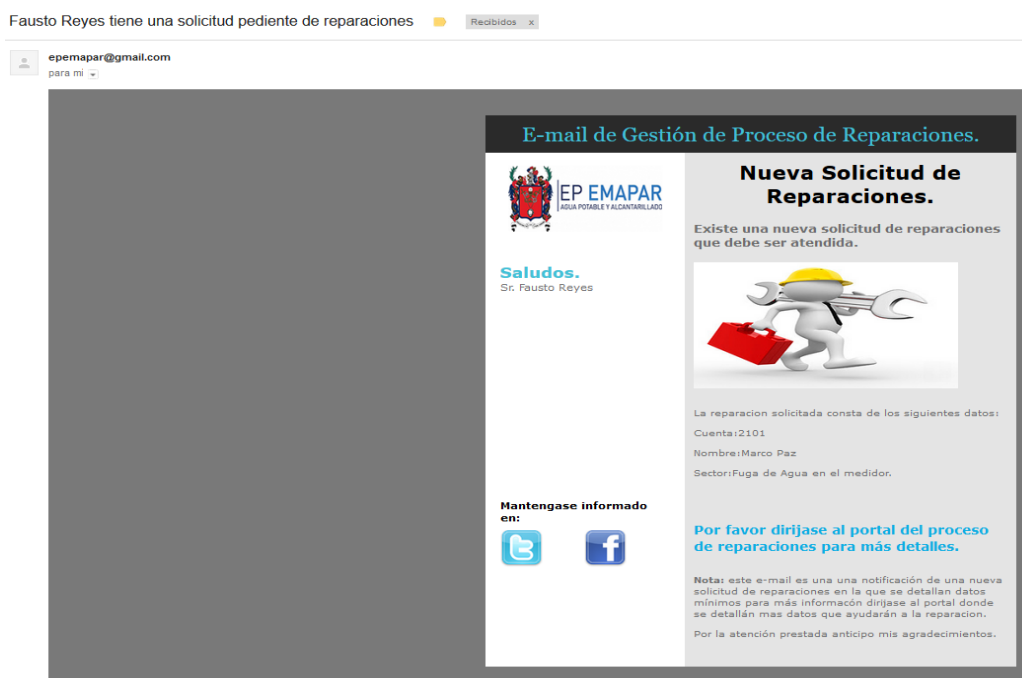 Fausto Reyes tiene una solicitud pediente de reparaciones
Recibidos x
epemapar@gmail.com
para mi
E-mail de Gestión de Proceso de Reparaciones.
EP EMAPAR
AGUA POTABLE Y ALCANTARILLADO
Saludos.
Sr. Fausto Reyes
Mantengase informado
en:
Nueva Solicitud de
Reparaciones.
Existe una nueva solicitud de reparaciones
que debe ser atendida.
La reparacion solicitada consta de los siguientes datos:
Cuenta:2101
Nombre:Marco Paz
Sector:Fuga de Agua en el medidor.
Por favor dirijase al portal del proceso
de reparaciones para más detalles.
Nota: este e-mail es una una notificación de una nueva
solicitud de reparaciones en la que se detallan datos
mínimos para más informacón dirijase al portal donde
se detallán mas datos que ayudarán a la reparacion.
Por la atención prestada anticipo mis agradecimientos.